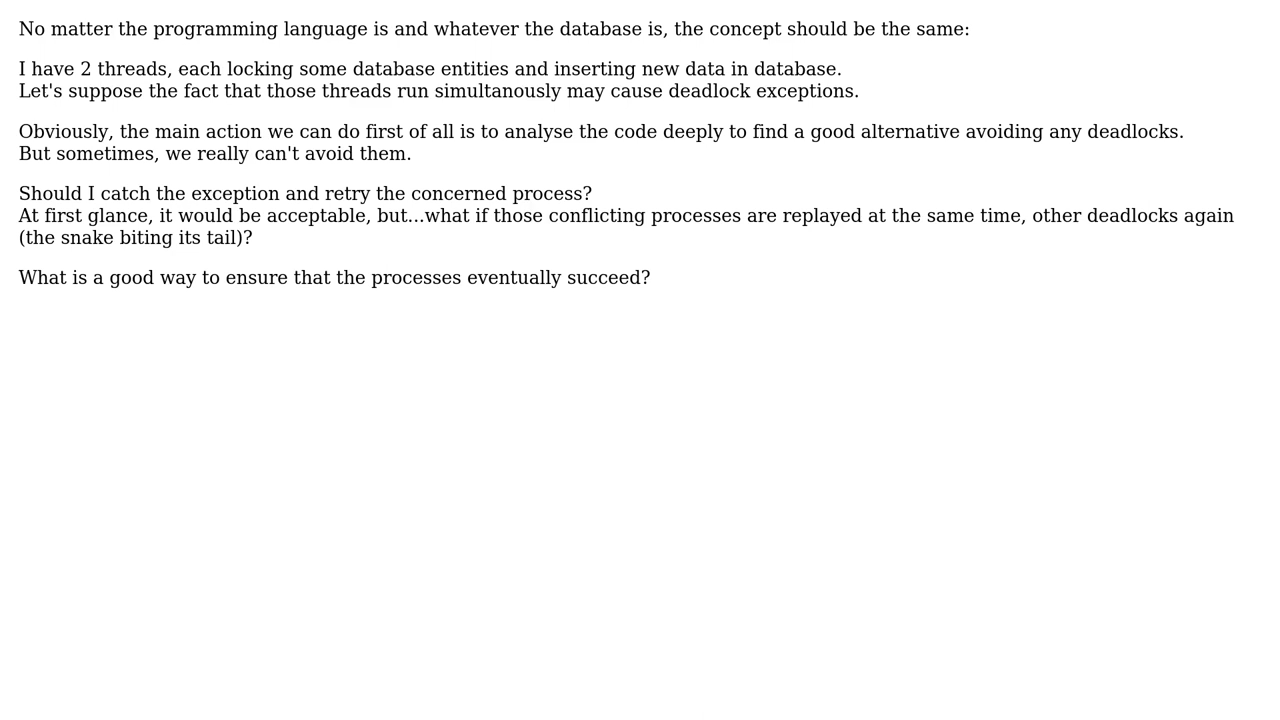 No matter the programming language is and whatever the database is, the concept should be the same:
I have 2 threads, each locking some database entities and inserting new data in database.
Let's suppose the fact that those threads run simultanously may cause deadlock exceptions.
Obviously, the main action we can do first of all is to analyse the code deeply to find a good alternative avoiding any deadlocks.
But sometimes, we really can't avoid them.
Should I catch the exception and retry the concerned process?
At first glance, it would be acceptable, but...what if those conflicting processes are replayed at the same time, other deadlocks again
(the snake biting its tail)?
What is a good way to ensure that the processes eventually succeed?